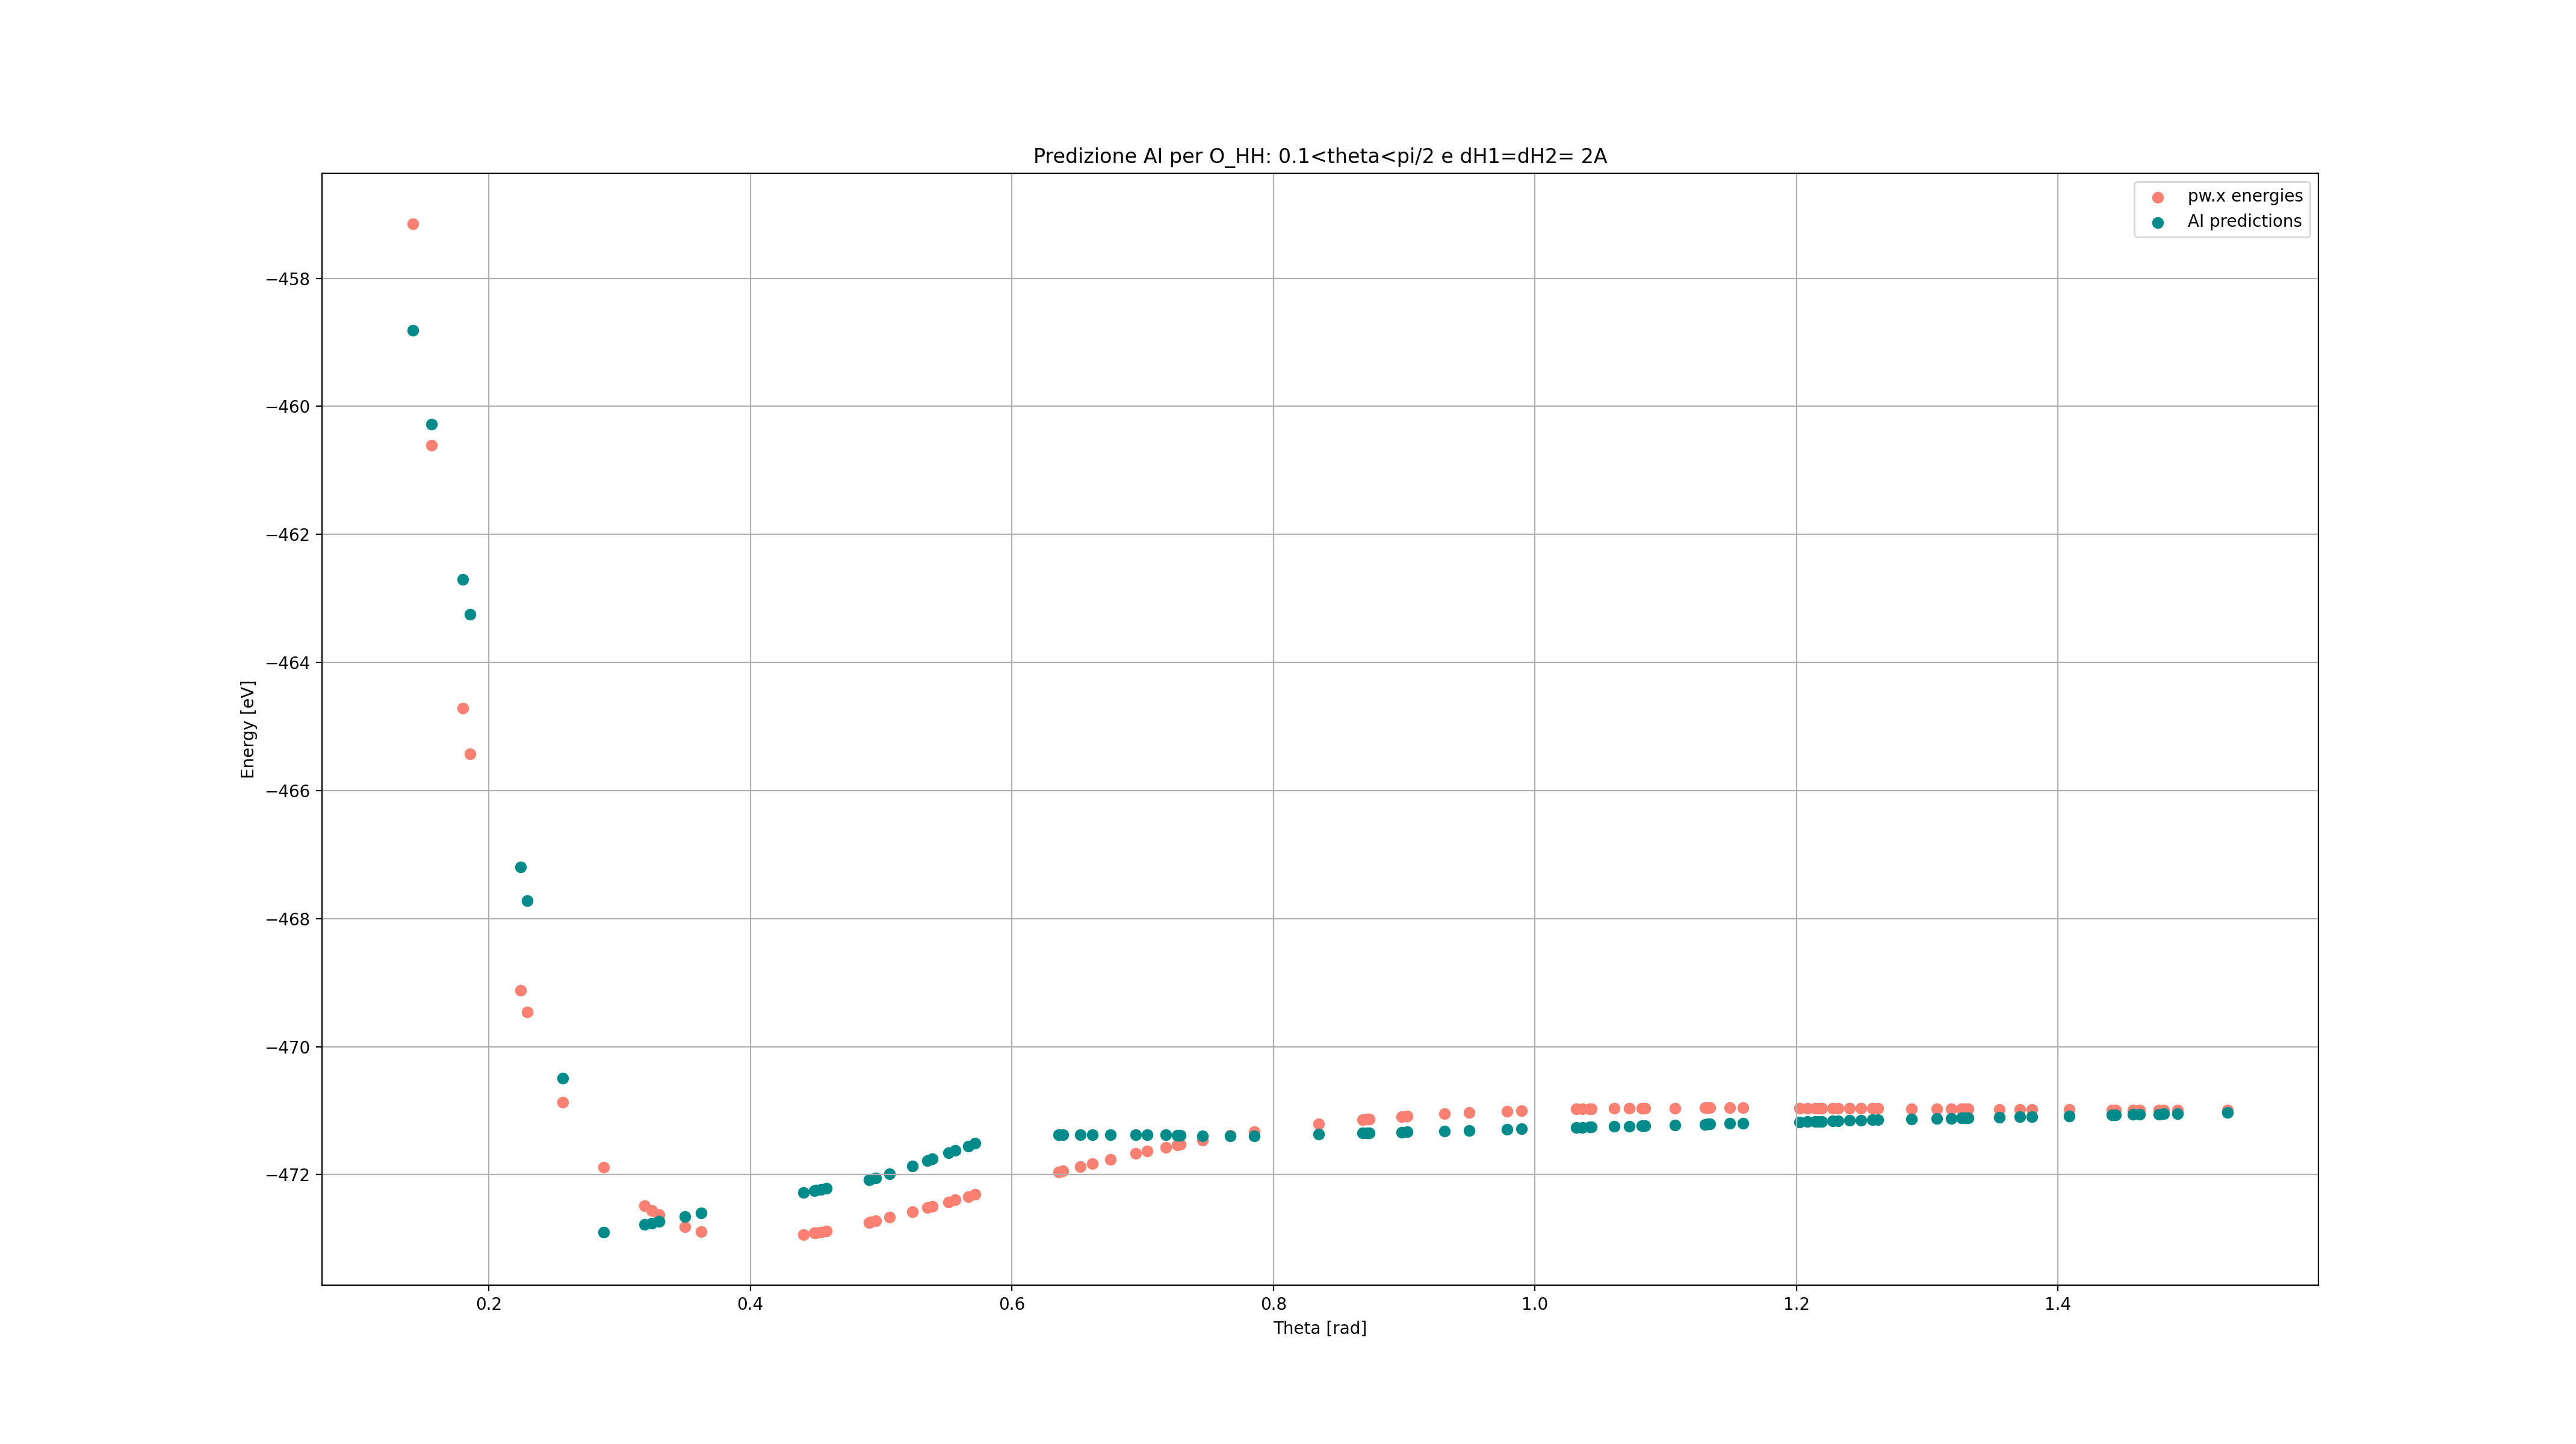 Predizione AI per O_HH: 0.1<theta<pi/2 e dH1=dH2= 2A
pw.x energies
AI predictions
Energy [eV]
−458
−460
−462
−464
−466
−468
−470
−472
0.2 0.4 0.6 0.8 1.0 1.2 1.4
Theta [rad]